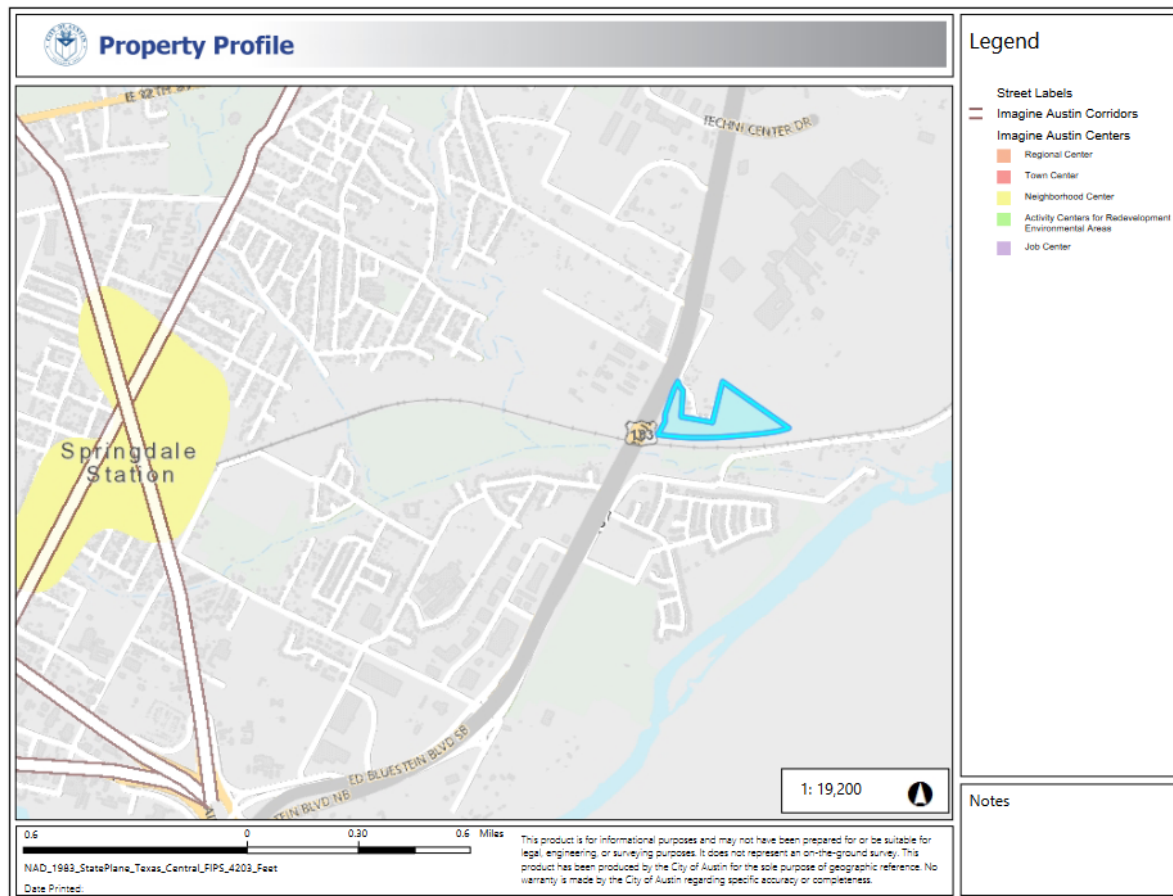 Property Profile
Legend
Street Labels
Imagine Austin Corridors
Imagine Austin Centers
Regional Center
Town Center
Neighborhood Center
Activity Centers for Redevelopment
Environmental Areas
Job Center
TECHNI CENTER DR
183
Springdale
Station
ED BLUESTEIN BLVD SB
STEIN BLVD NB
1: 19,200
Notes
0.6 0 0.30 0.6 Miles
NAD_1983_StatePlane_Texas_Central_FIPS_4203_Feet
Date Printed:
This product is for informational purposes and may not have been prepared for or be suitable for
legal, engineering, or surveying purposes. It does not represent an on-the-ground survey. This
product has been produced by the City of Austin for the sole purpose of geographic reference. No
warranty is made by the City of Austin regarding specific accuracy or completeness.